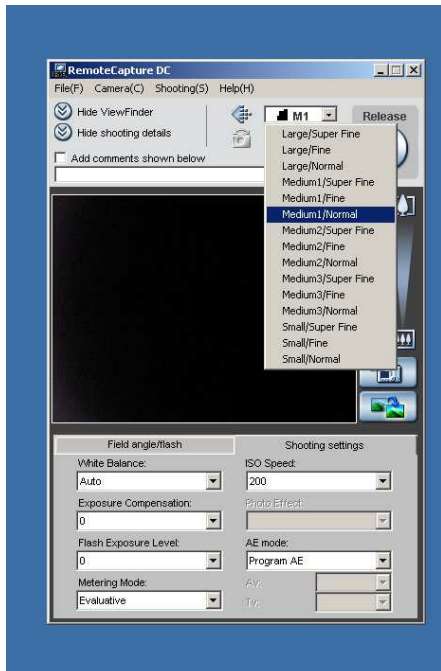 RemoteCapture DC
File(F) Camera(C) Shooting(S) Help(H)
Hide ViewFinder
Hide shooting details
M1
Release
Add comments shown below
Large/Super Fine
Large/Fine
Large/Normal
Medium1/Super Fine
Medium1/Fine
Medium1/Normal
Medium2/Super Fine
Medium2/Fine
Medium2/Normal
Medium3/Super Fine
Medium3/Fine
Medium3/Normal
Small/Super Fine
Small/Fine
Small/Normal
Field angle/flash
Shooting settings
White Balance:
ISO Speed:
Auto
200
Exposure Compensation:
Photo Effect:
0
Flash Exposure Level:
AE mode:
0
Program AE
Metering Mode:
Av:
Evaluative
Tv: